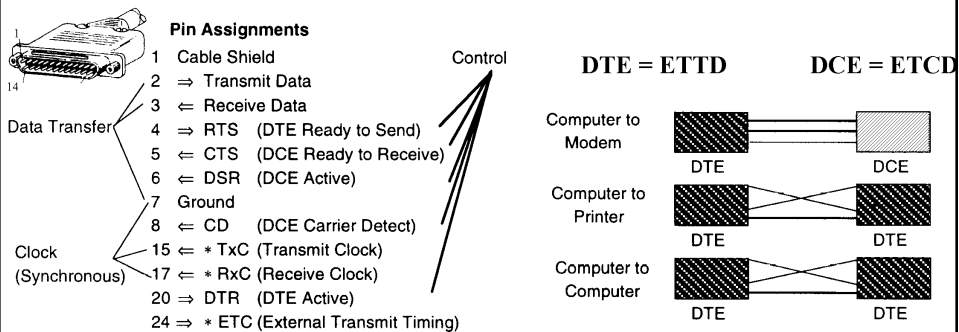 Pin Assignments
1
14
1 Cable Shield
2 ⇒ Transmit Data
3 ⇐ Receive Data
4 ⇒ RTS (DTE Ready to Send)
5 ⇐ CTS (DCE Ready to Receive)
6 ⇐ DSR (DCE Active)
7 Ground
8 ⇐ CD (DCE Carrier Detect)
15 ⇐ * TxC (Transmit Clock)
17 ⇐ * RxC (Receive Clock)
20 ⇒ DTR (DTE Active)
24 ⇒ * ETC (External Transmit Timing)
Data Transfer
Clock
(Synchronous)
Control
DTE = ETTD DCE = ETCD
Computer to
Modem
DTE DCE
Computer to
Printer
DTE DTE
Computer to
Computer
DTE DTE